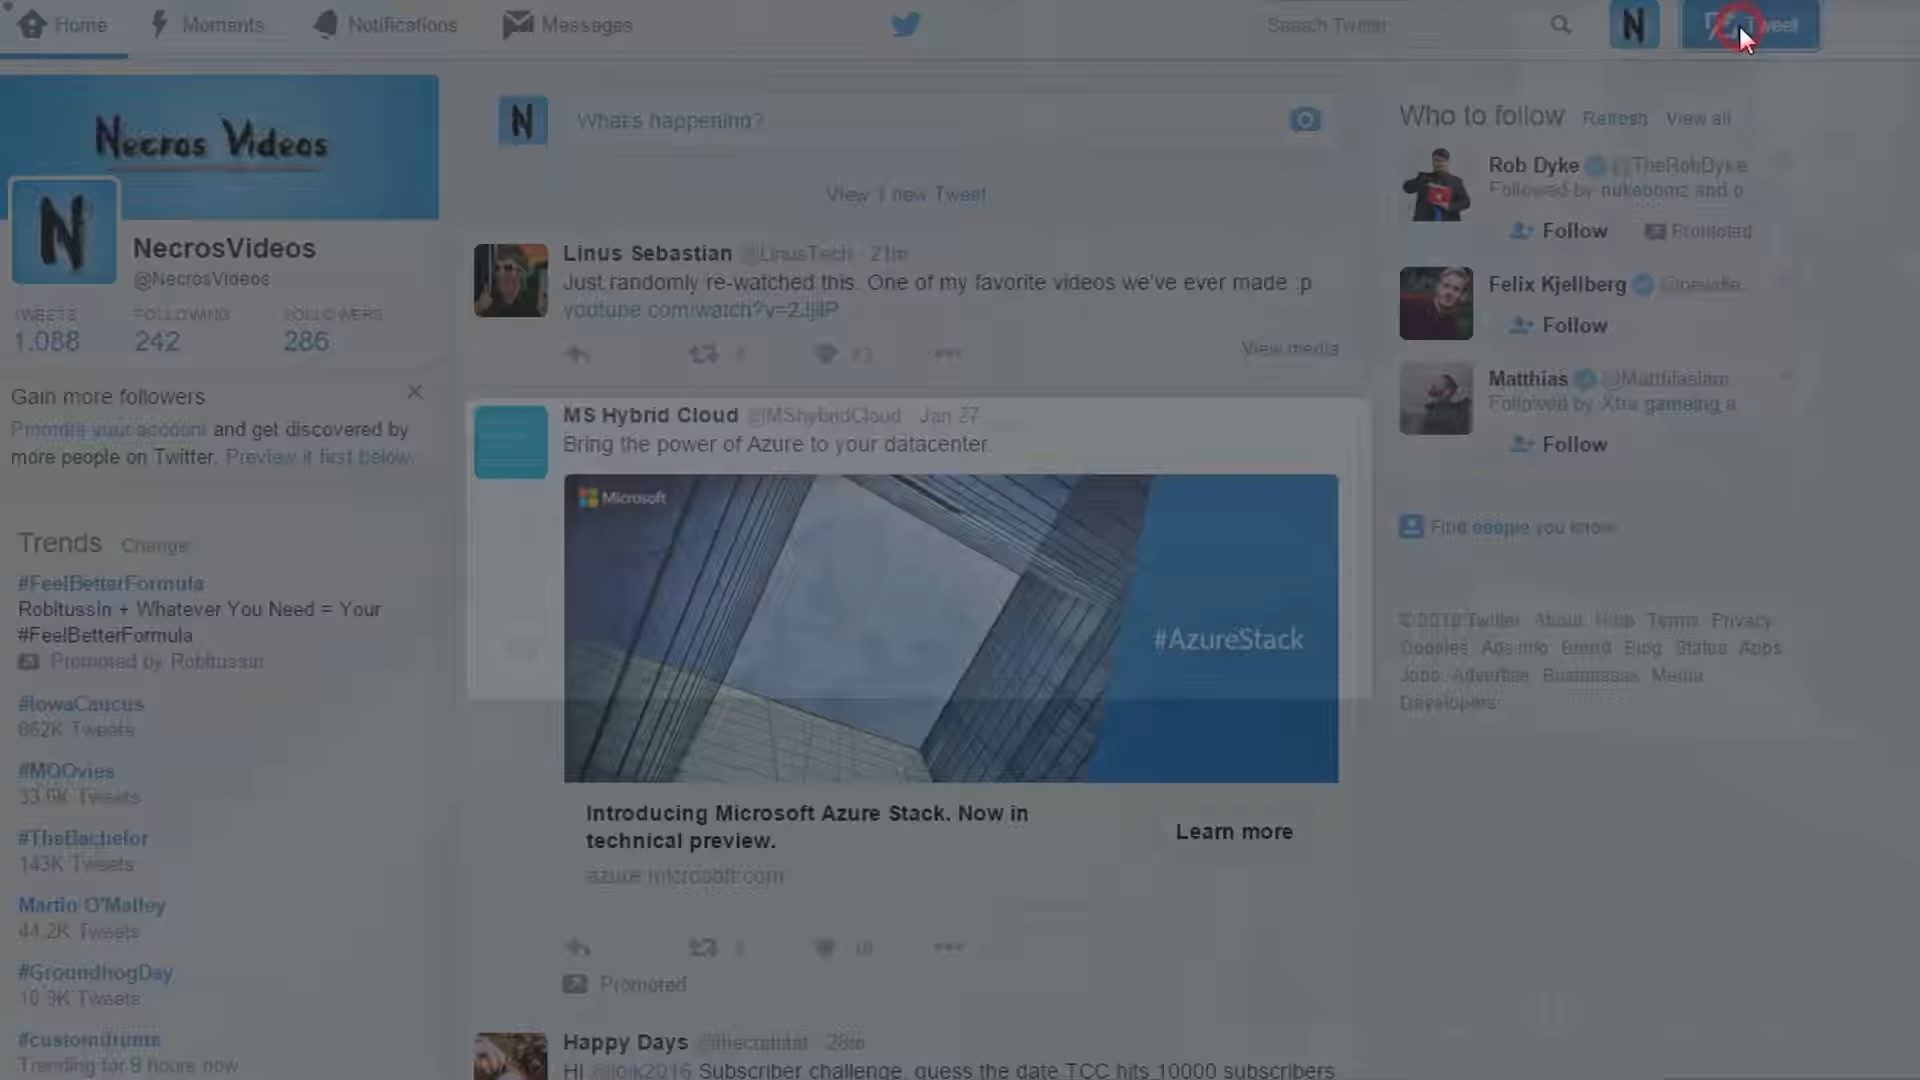 Home
Moments
Notifications
Messages
Search Twitter
N
Tweet
Necros Videos
N
NecrosVideos
@NecrosVideos
TWEETS
FOLLOWING
FOLLOWERS
1,088
242
286
Gain more followers
Promote your account and get discovered by
more people on Twitter. Preview it first below.
Trends
Change
#FeelBetterFormula
Robitussin + Whatever You Need = Your
#FeelBetterFormula
Promoted by Robitussin
#IowaCaucus
862K Tweets
#MOOvies
33.6K Tweets
#TheBachelor
143K Tweets
Martin O'Malley
44.2K Tweets
#GroundhogDay
10.9K Tweets
#customdrums
Trending for 9 hours now
N
What's happening?
View 1 new Tweet
Linus Sebastian @LinusTech · 21m
Just randomly re-watched this. One of my favorite videos we've ever made :p
youtube.com/watch?
View media
MS Hybrid Cloud @MShybridCloud · Jan 27
Bring the power of Azure to your datacenter.
Microsoft
#AzureStack
Introducing Microsoft Azure Stack. Now in
technical preview.
azure.microsoft.com
Learn more
Promoted
Happy Days
28m
Subscriber challenge, guess the date TCC hits 10000 subscribers
Who to follow
Refresh
View all
Rob Dyke @TheRobDyke
Followed by nukebomz and o
Follow
Promoted
Felix Kjellberg
Follow
Matthias @Matthiasiam
Followed by Xtra gameing a
Follow
Find people you know
Twitter About Help Terms Privacy
Cookies Ads info Brand Blog Status Apps
Jobs Advertise Businesses Media
Developers